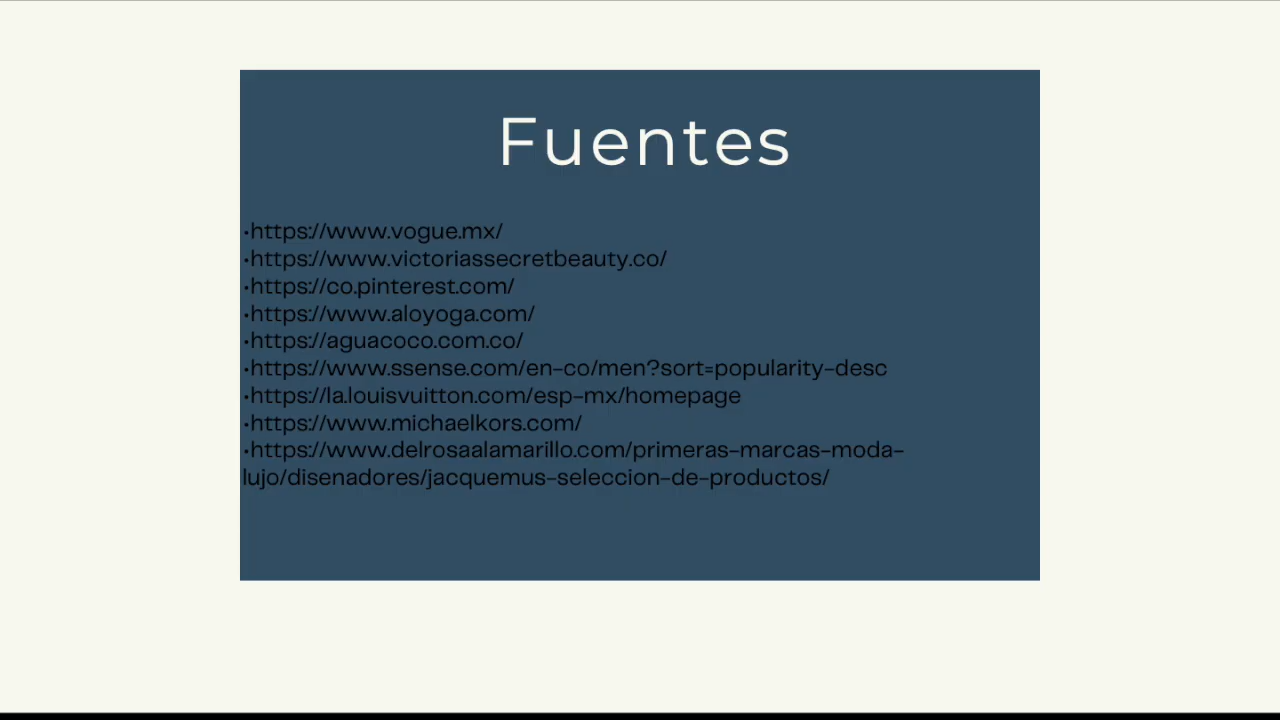 Fuentes
•https://www.vogue.mx/
•https://www.victoriassecretbeauty.co/
•https://co.pinterest.com/
•https://www.aloyoga.com/
•https://aguacoco.com.co/
•https://www.ssense.com/en-co/men?sort=popularity-desc
•https://la.louisvuitton.com/esp-mx/homepage
•https://www.michaelkors.com/
•https://www.delrosaalamarillo.com/primeras-marcas-moda-
lujo/disenadores/jacquemus-seleccion-de-productos/